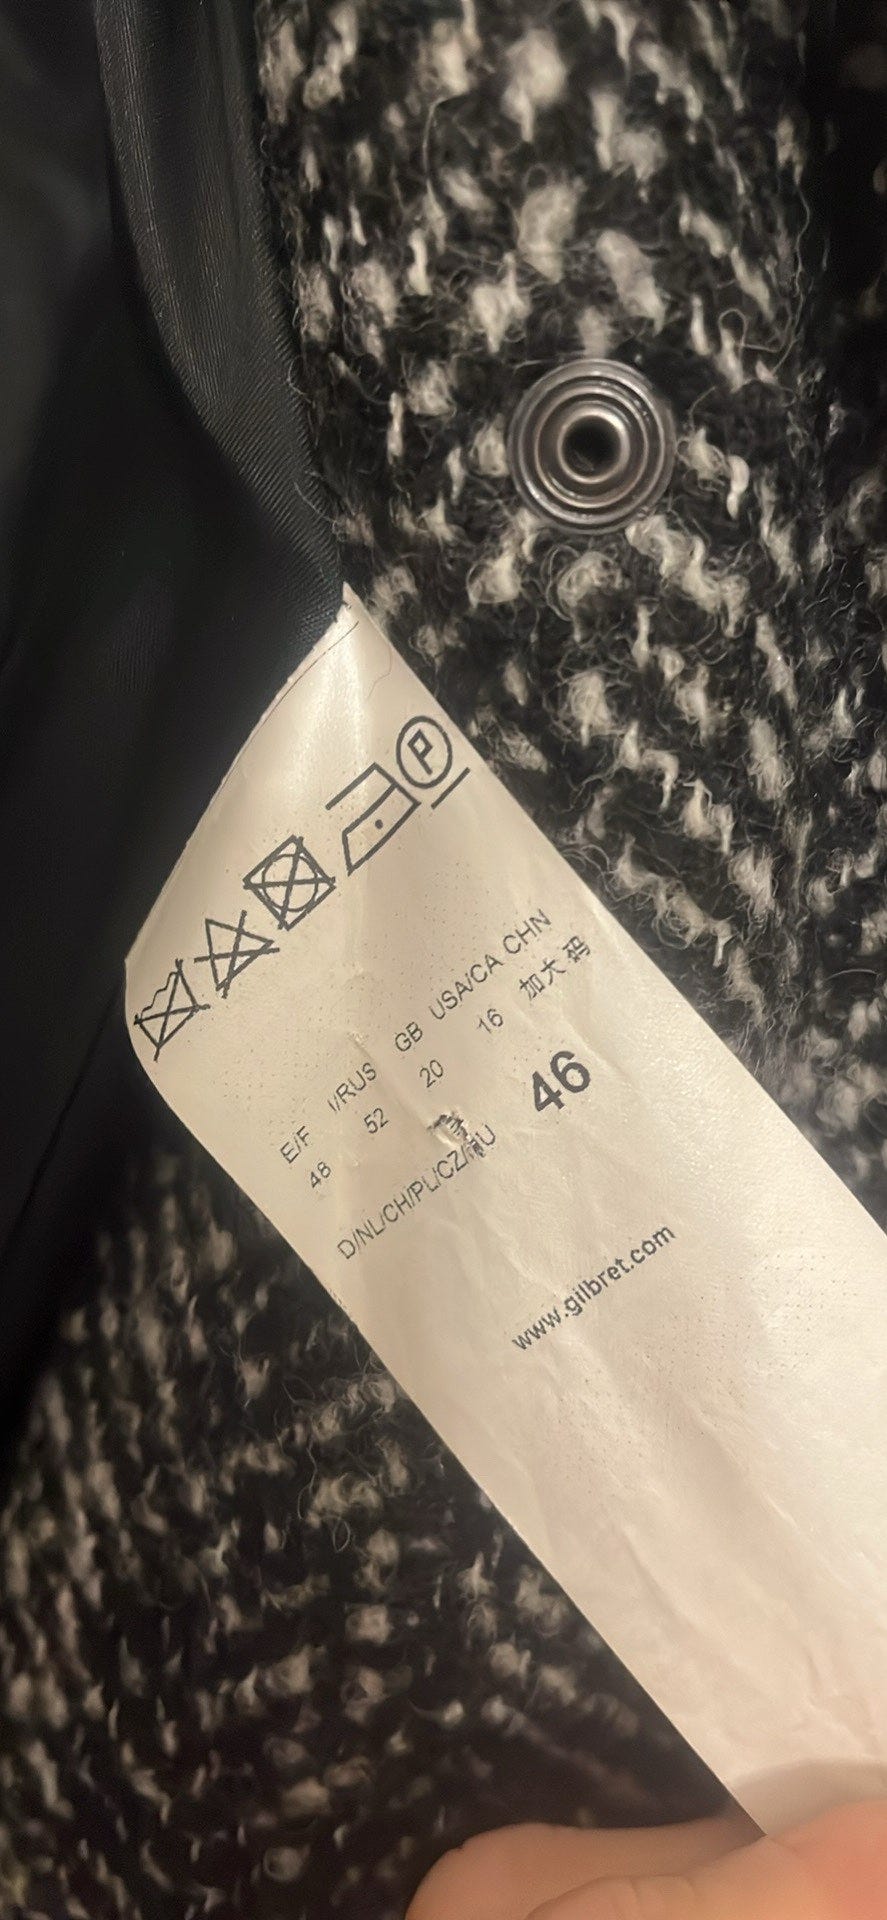 P
E/F I/RUS GB USA/CA CHN
48 52 20 16 加大码
D/NL/CH/PL/CZ/HU 46
www.gilbret.com